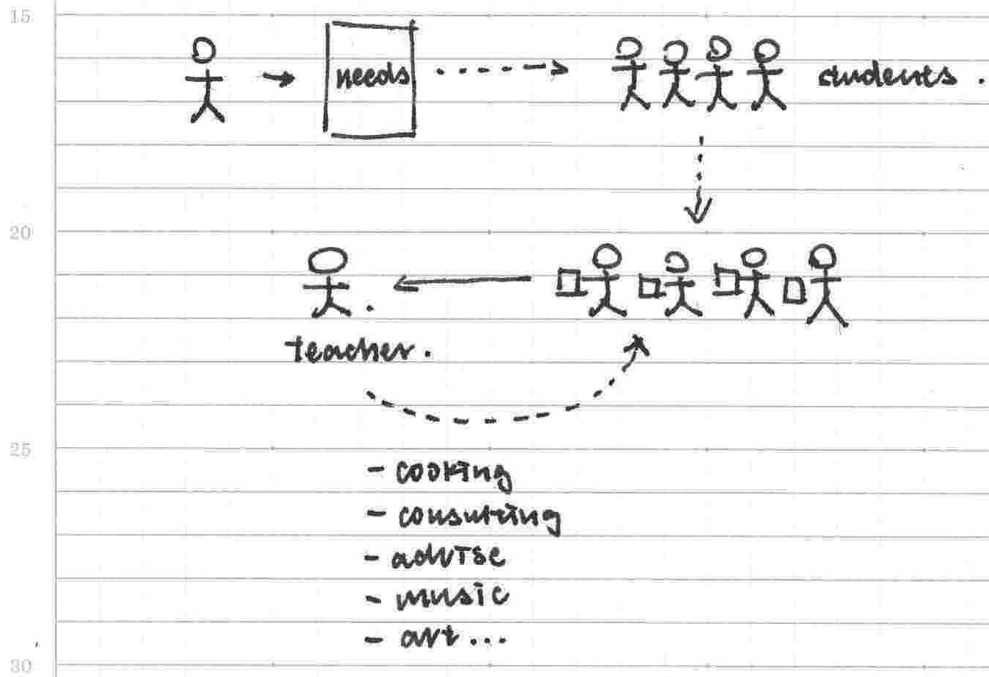 15
needs
students.
20
teacher.
25
- cooking
- consulting
- advise
- music
- art...
30